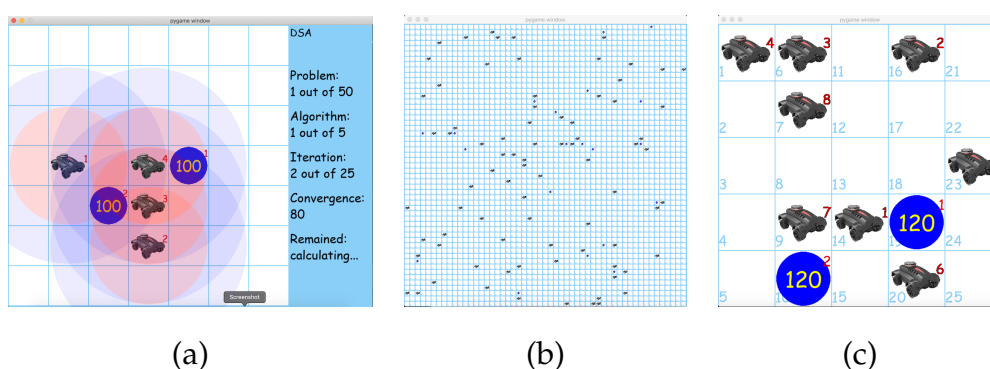 pygame window
DSA
Problem:
1 out of 50
Algorithm:
1 out of 5
Iteration:
2 out of 25
Convergence:
80
Remained:
calculating...
1
4
100
1
100
2
3
2
Screenshot
(a)
pygame window
(b)
pygame window
4
3
2
1
6
11
16
21
8
2
7
12
17
22
3
8
13
18
23
7
1
120
1
4
9
14
24
120
2
6
5
15
20
25
(c)